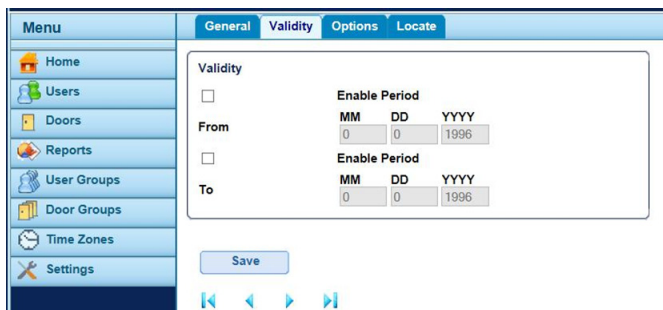 Menu
Home
Users
Doors
Reports
User Groups
Door Groups
Time Zones
Settings
General Validity Options Locate
Validity
Enable Period
MM DD YYYY
From
0 0 1996
Enable Period
MM DD YYYY
To
0 0 1996
Save